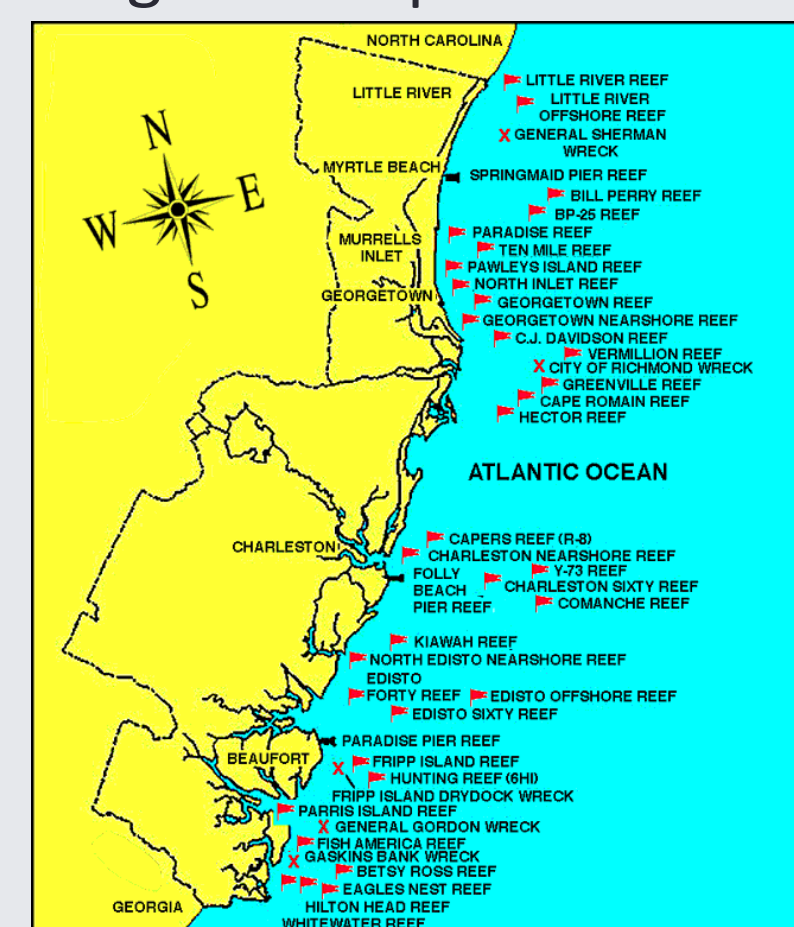 NORTH CAROLINA
LITTLE RIVER
LITTLE RIVER REEF
LITTLE RIVER
OFFSHORE REEF
X GENERAL SHERMAN
WRECK
N
W
E
S
MYRTLE BEACH
SPRINGMAID PIER REEF
BILL PERRY REEF
BP-25 REEF
MURRELLS
INLET
PARADISE REEF
TEN MILE REEF
PAWLEYS ISLAND REEF
NORTH INLET REEF
GEORGETOWN
GEORGETOWN REEF
GEORGETOWN NEARSHORE REEF
C.J. DAVIDSON REEF
VERMILLION REEF
X CITY OF RICHMOND WRECK
GREENVILLE REEF
CAPE ROMAIN REEF
HECTOR REEF
ATLANTIC OCEAN
CHARLESTON
CAPERS REEF (R-8)
CHARLESTON NEARSHORE REEF
Y-73 REEF
FOLLY
BEACH
PIER REEF
CHARLESTON SIXTY REEF
COMANCHE REEF
KIAWAH REEF
NORTH EDISTO NEARSHORE REEF
EDISTO
FORTY REEF
EDISTO OFFSHORE REEF
EDISTO SIXTY REEF
PARADISE PIER REEF
BEAUFORT
FRIPP ISLAND REEF
X
HUNTING REEF (6HI)
FRIPP ISLAND DRYDOCK WRECK
PARRIS ISLAND REEF
X GENERAL GORDON WRECK
FISH AMERICA REEF
X GASKINS BANK WRECK
BETSY ROSS REEF
EAGLES NEST REEF
GEORGIA
HILTON HEAD REEF
WHITEWATER REEF